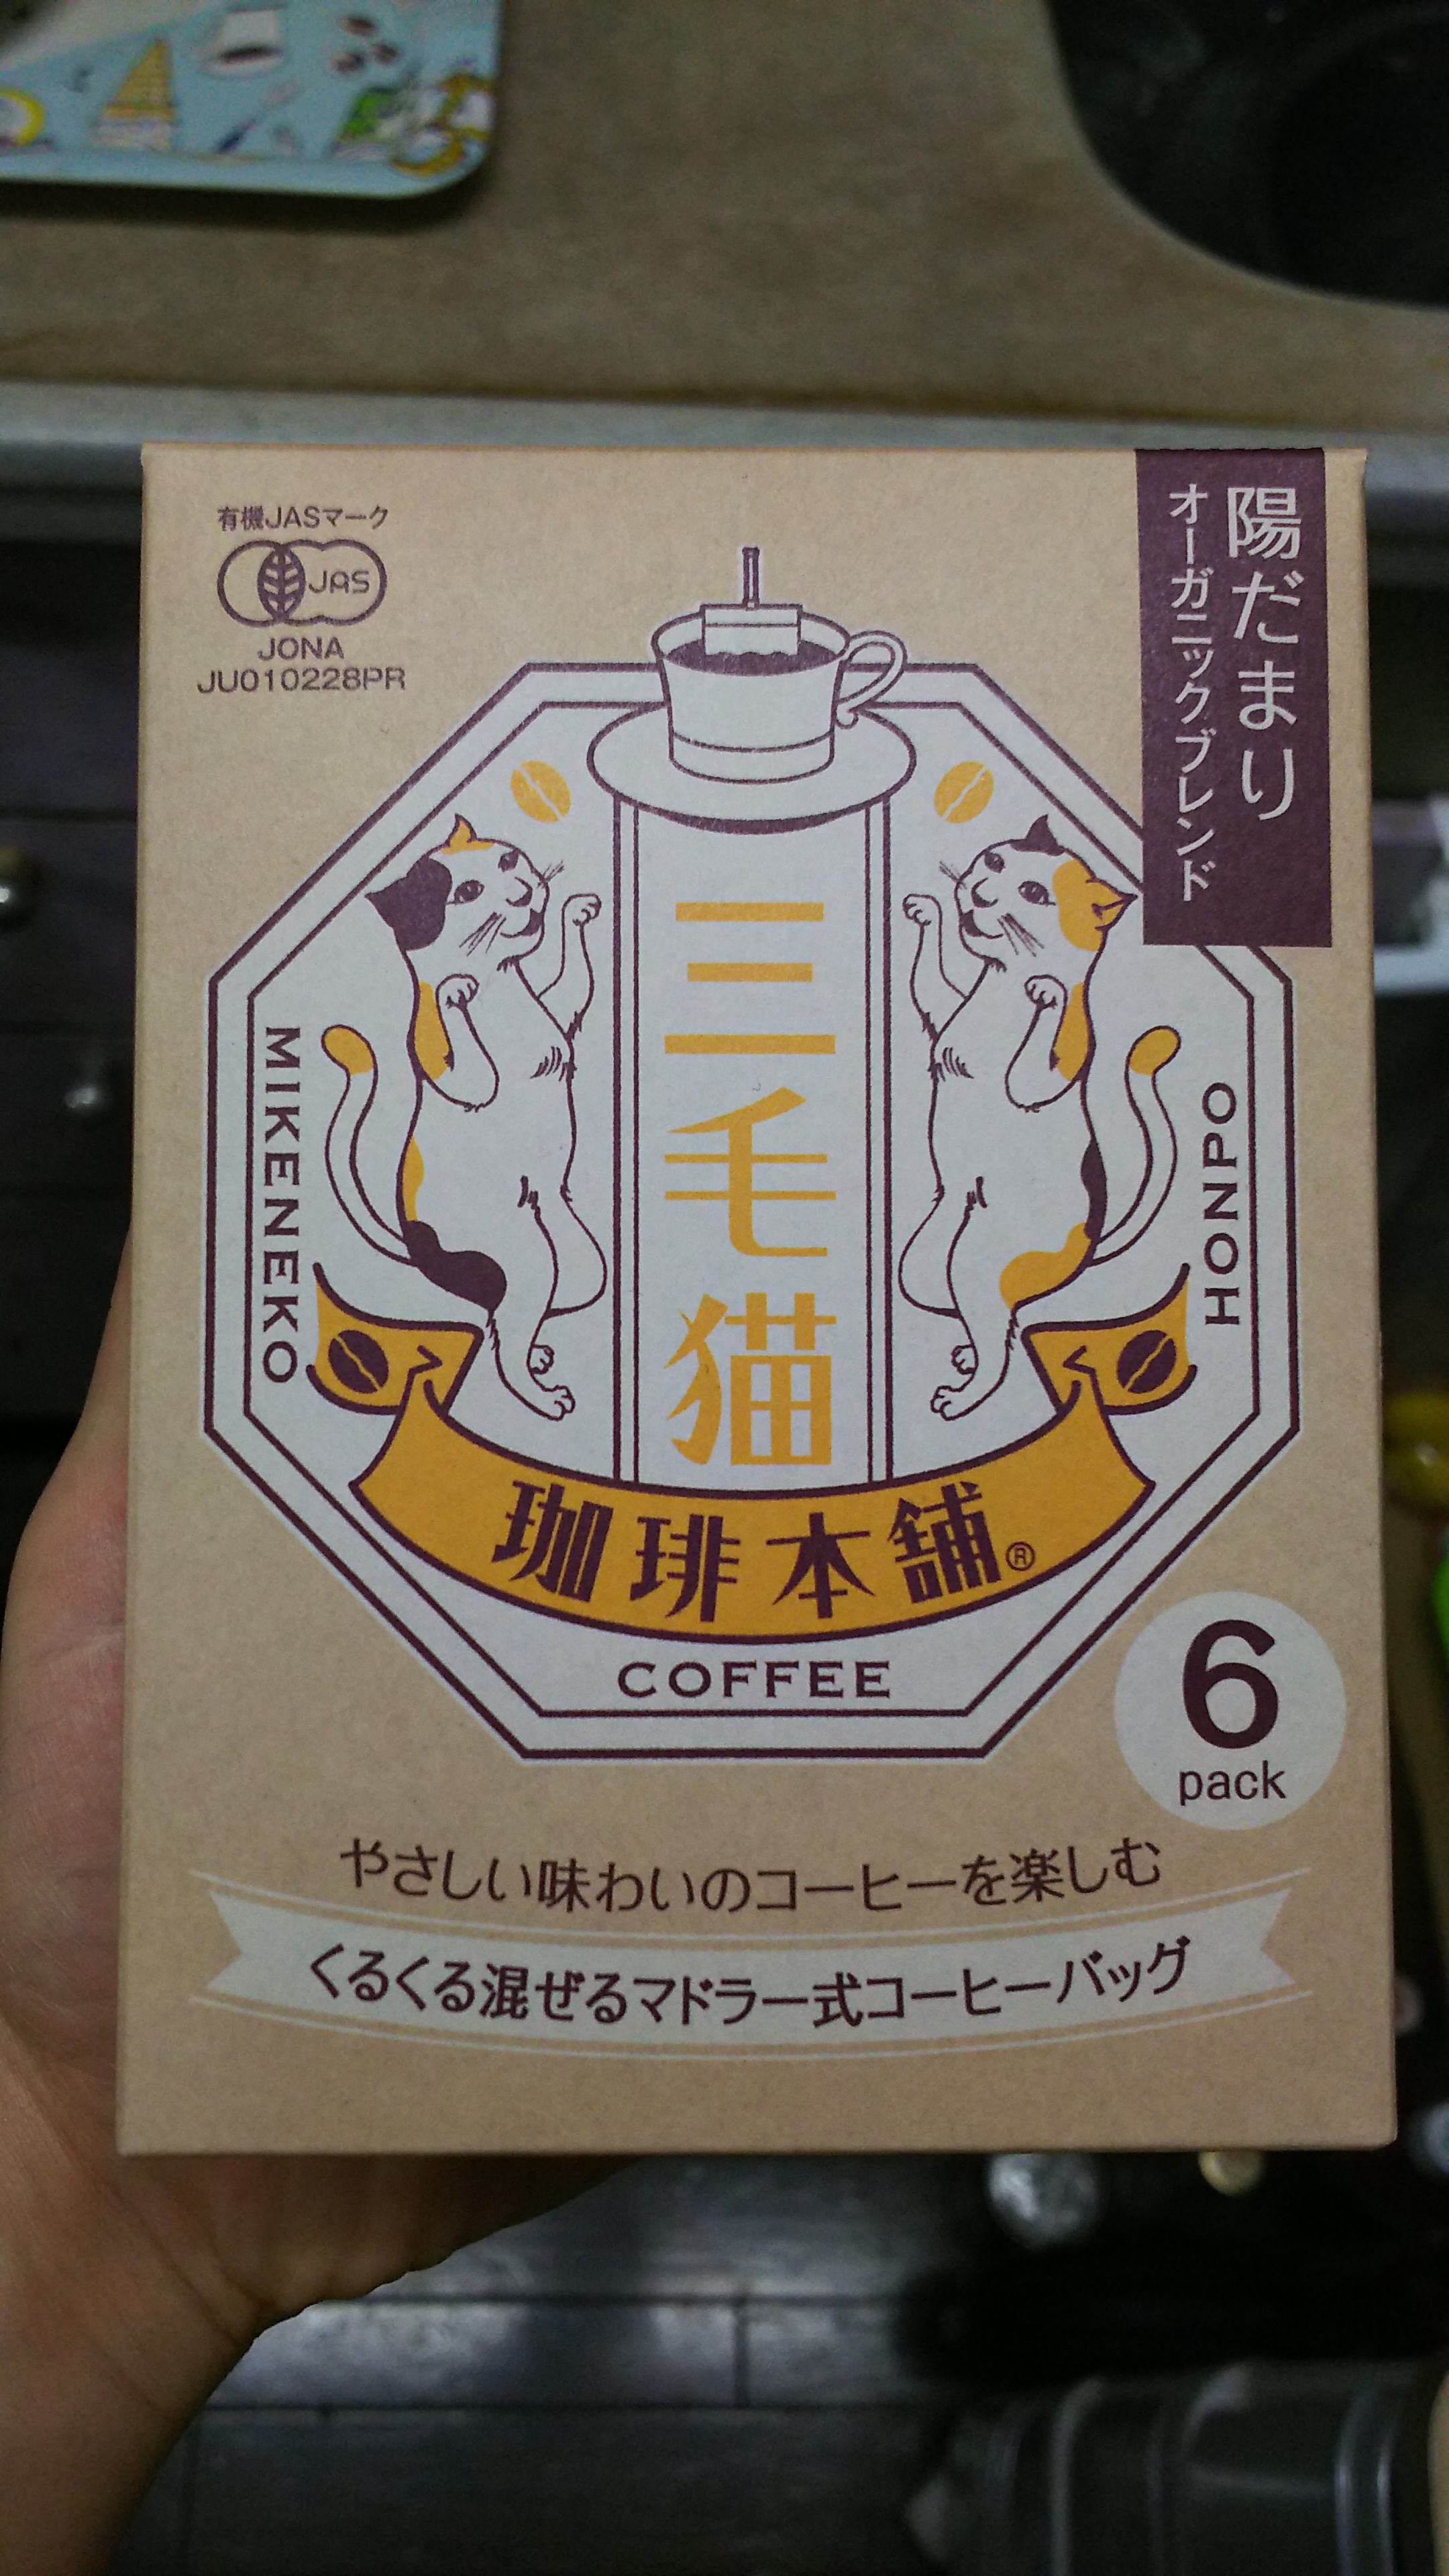 有機JASマーク
JAS
JONA
JU010228PR
陽だまり
オーガニックブレンド
三毛猫
MIKENEKO
HONPO
珈琲本舗®
COFFEE
6
pack
やさしい味わいのコーヒーを楽しむ
くるくる混ぜるマドラー式コーヒーバッグ